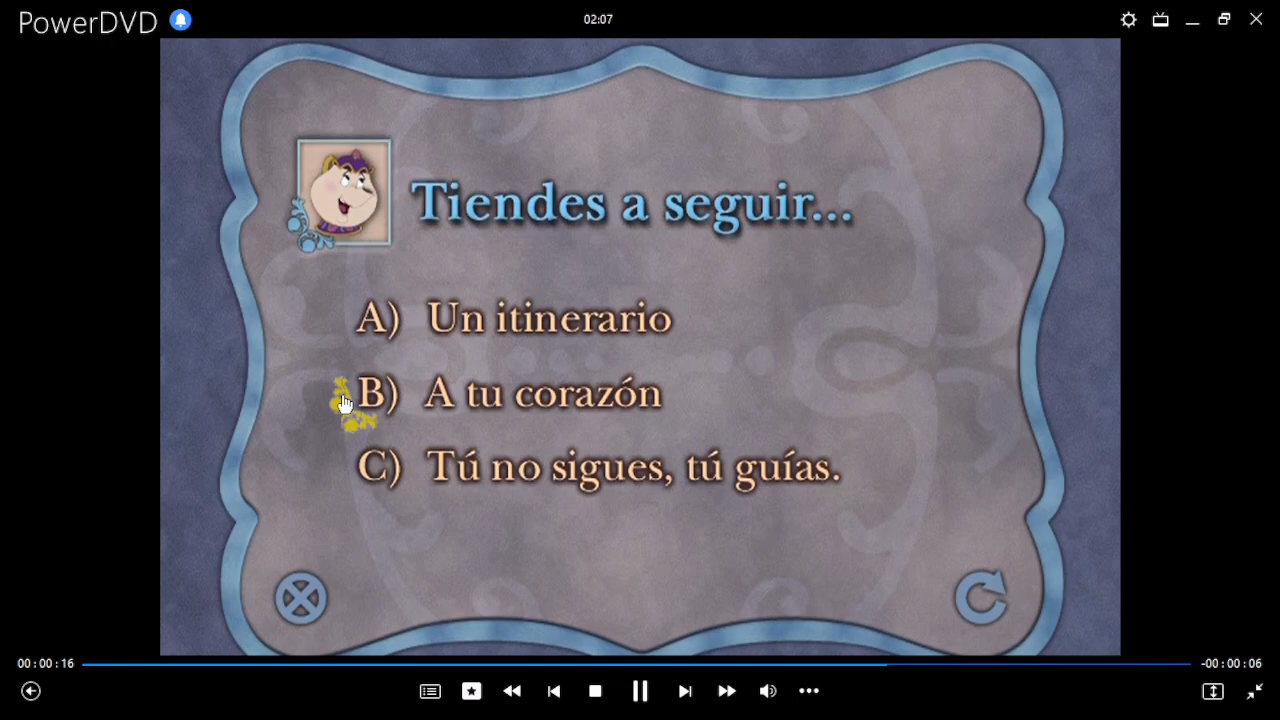 PowerDVD
02:07
Tiendes a seguir...
A) Un itinerario
B) A tu corazón
C) Tú no sigues, tú guías.
00:00:16
-00:00:06